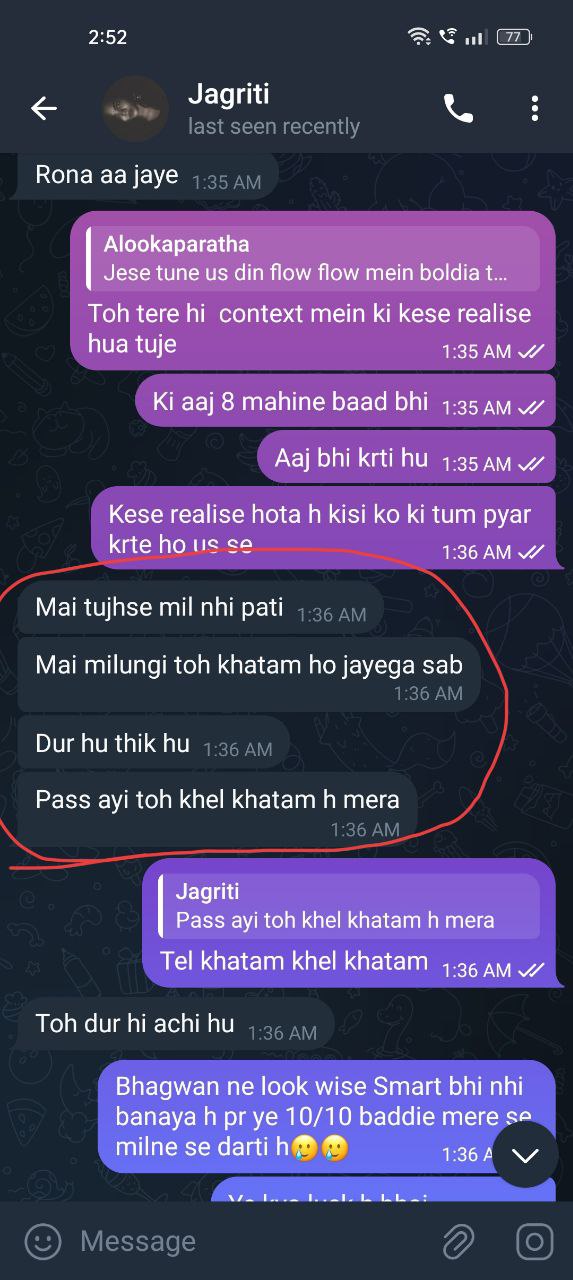 2:52
77
Jagriti
last seen recently
Rona aa jaye 1:35 AM
Alookaparatha
Jese tune us din flow flow mein boldia t...
Toh tere hi context mein ki kese realise
hua tuje 1:35 AM
Ki aaj 8 mahine baad bhi 1:35 AM
Aaj bhi krti hu 1:35 AM
Kese realise hota h kisi ko ki tum pyar
krte ho us se 1:36 AM
Mai tujhse mil nhi pati 1:36 AM
Mai milungi toh khatam ho jayega sab
1:36 AM
Dur hu thik hu 1:36 AM
Pass ayi toh khel khatam h mera
1:36 AM
Jagriti
Pass ayi toh khel khatam h mera
Tel khatam khel khatam 1:36 AM
Toh dur hi achi hu 1:36 AM
Bhagwan ne look wise Smart bhi nhi
banaya h pr ye 10/10 baddie mere se
milne se darti h🥲🥲 1:36 A
Message